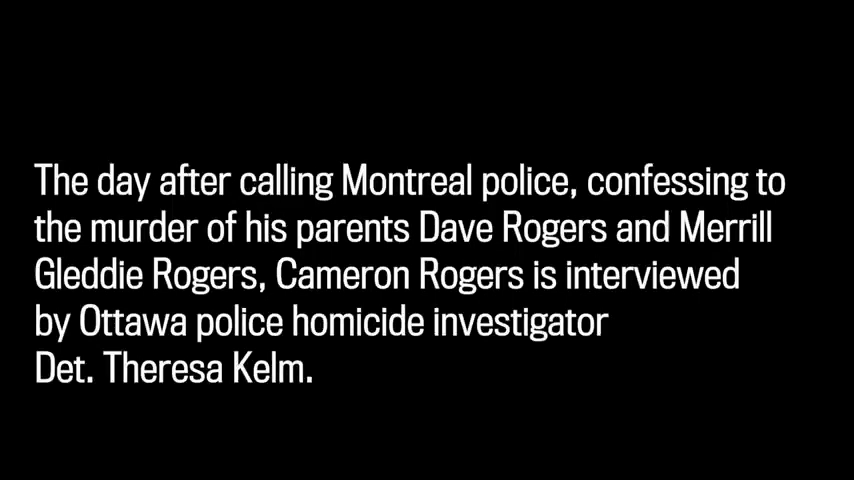 The day after calling Montreal police, confessing to
the murder of his parents Dave Rogers and Merrill
Gleddie Rogers, Cameron Rogers is interviewed
by Ottawa police homicide investigator
Det. Theresa Kelm.